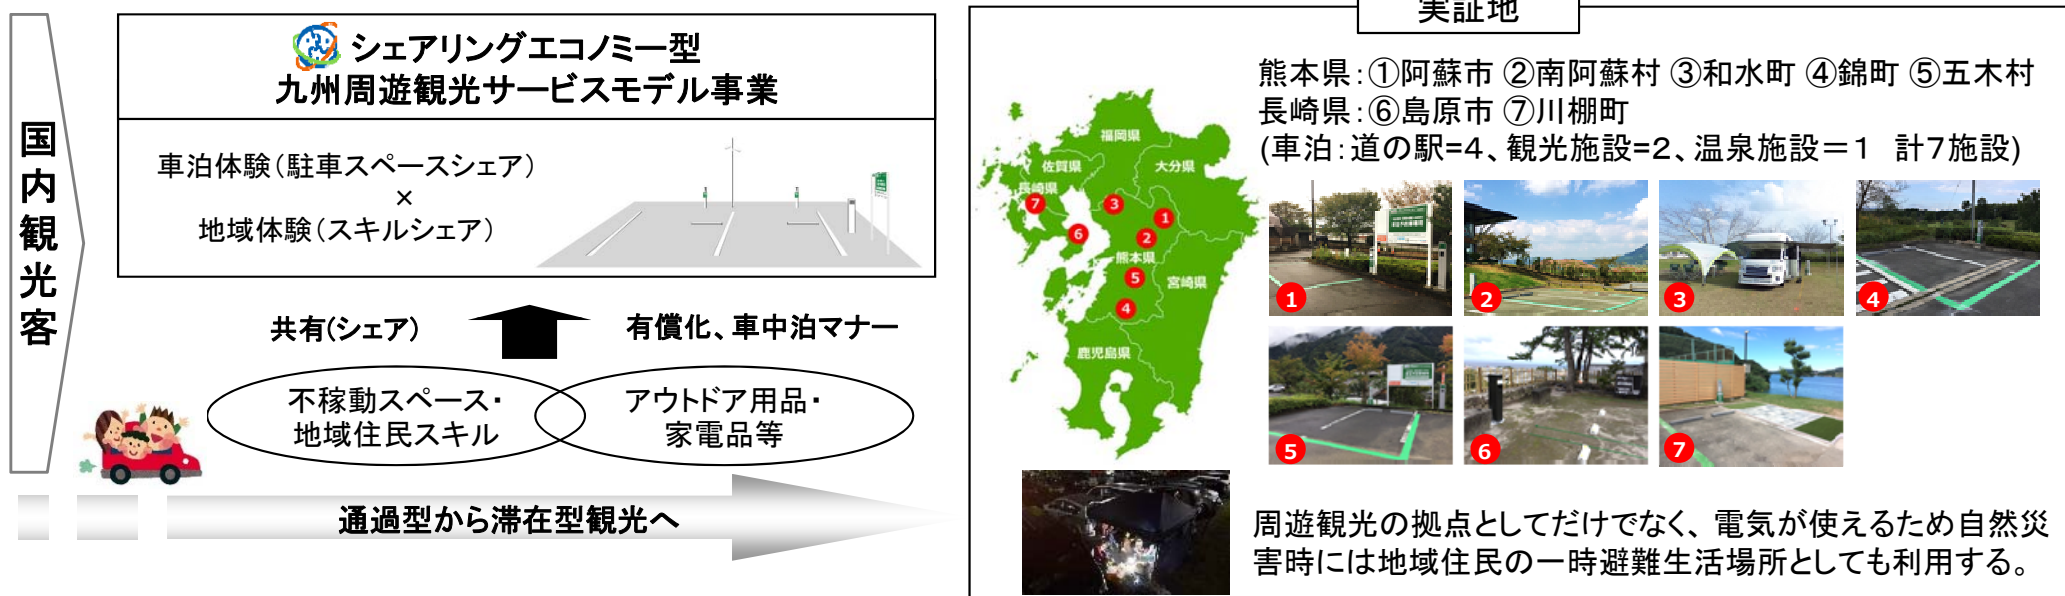 国内観光客
シェアリングエコノミー型
九州周遊観光サービスモデル事業
車泊体験(駐車スペースシェア)
×
地域体験(スキルシェア)
共有(シェア)
有償化、車中泊マナー
不稼動スペース・
地域住民スキル
アウトドア用品・
家電品等
通過型から滞在型観光へ
実証地
熊本県:①阿蘇市 ②南阿蘇村 ③和水町 ④錦町 ⑤五木村
長崎県:⑥島原市 ⑦川棚町
(車泊:道の駅=4、観光施設=2、温泉施設＝１ 計７施設)
福岡県
佐賀県
大分県
長崎県
熊本県
宮崎県
鹿児島県
7
3
1
6
2
5
4
1
2
3
4
5
6
7
周遊観光の拠点としてだけでなく、電気が使えるため自然災
害時には地域住民の一時避難生活場所としても利用する。